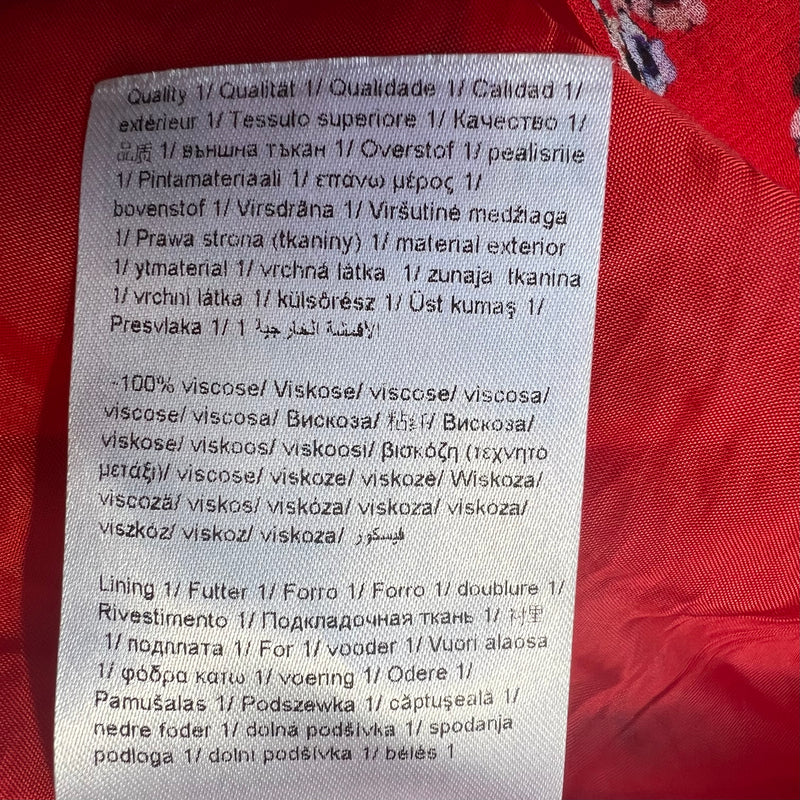 Quality 1/ Qualität 1/ Qualidade 1/ Calidad 1/
extérieur 1/ Tessuto superiore 1/ Качество 1/
品质 1/ външна тъкан 1/ Overstof 1/ pealisriie
1/ Pintamateriaali 1/ επάνω μέρος 1/
bovenstof 1/ Virsdrāna 1/ Viršutinė medžiaga
1/ Prawa strona (tkaniny) 1/ material exterior
1/ ytmaterial 1/ vrchná látka 1/ zunaja tkanina
1/ vrchní látka 1/ külsőrész 1/ Üst kumaş 1/
Presvlaka 1/ 1 الأقمشة الخارجية
-100% viscose/ Viskose/ viscose/ viscosa/
viscose/ viscosa/ Вискоза/ 粘纤/ Вискоза/
viskose/ viskoos/ viskoosi/ βισκόζη (τεχνητό
μετάξι)/ viscose/ viskoze/ viskozė/ Wiskoza/
viscoză/ viskos/ viskóza/ viskoza/ viskoza/
viszkóz/ viskoz/ viskoza/ فيسكوز
Lining 1/ Futter 1/ Forro 1/ Forro 1/ doublure 1/
Rivestimento 1/ Подкладочная ткань 1/ 衬里
1/ подплата 1/ For 1/ vooder 1/ Vuori alaosa
1/ φόδρα κάτω 1/ voering 1/ Odere 1/
Pamušalas 1/ Podszewka 1/ căptuşeală 1/
nedre foder 1/ dolná podšívka 1/ spodanja
podloga 1/ dolní podšívka 1/ bélés 1